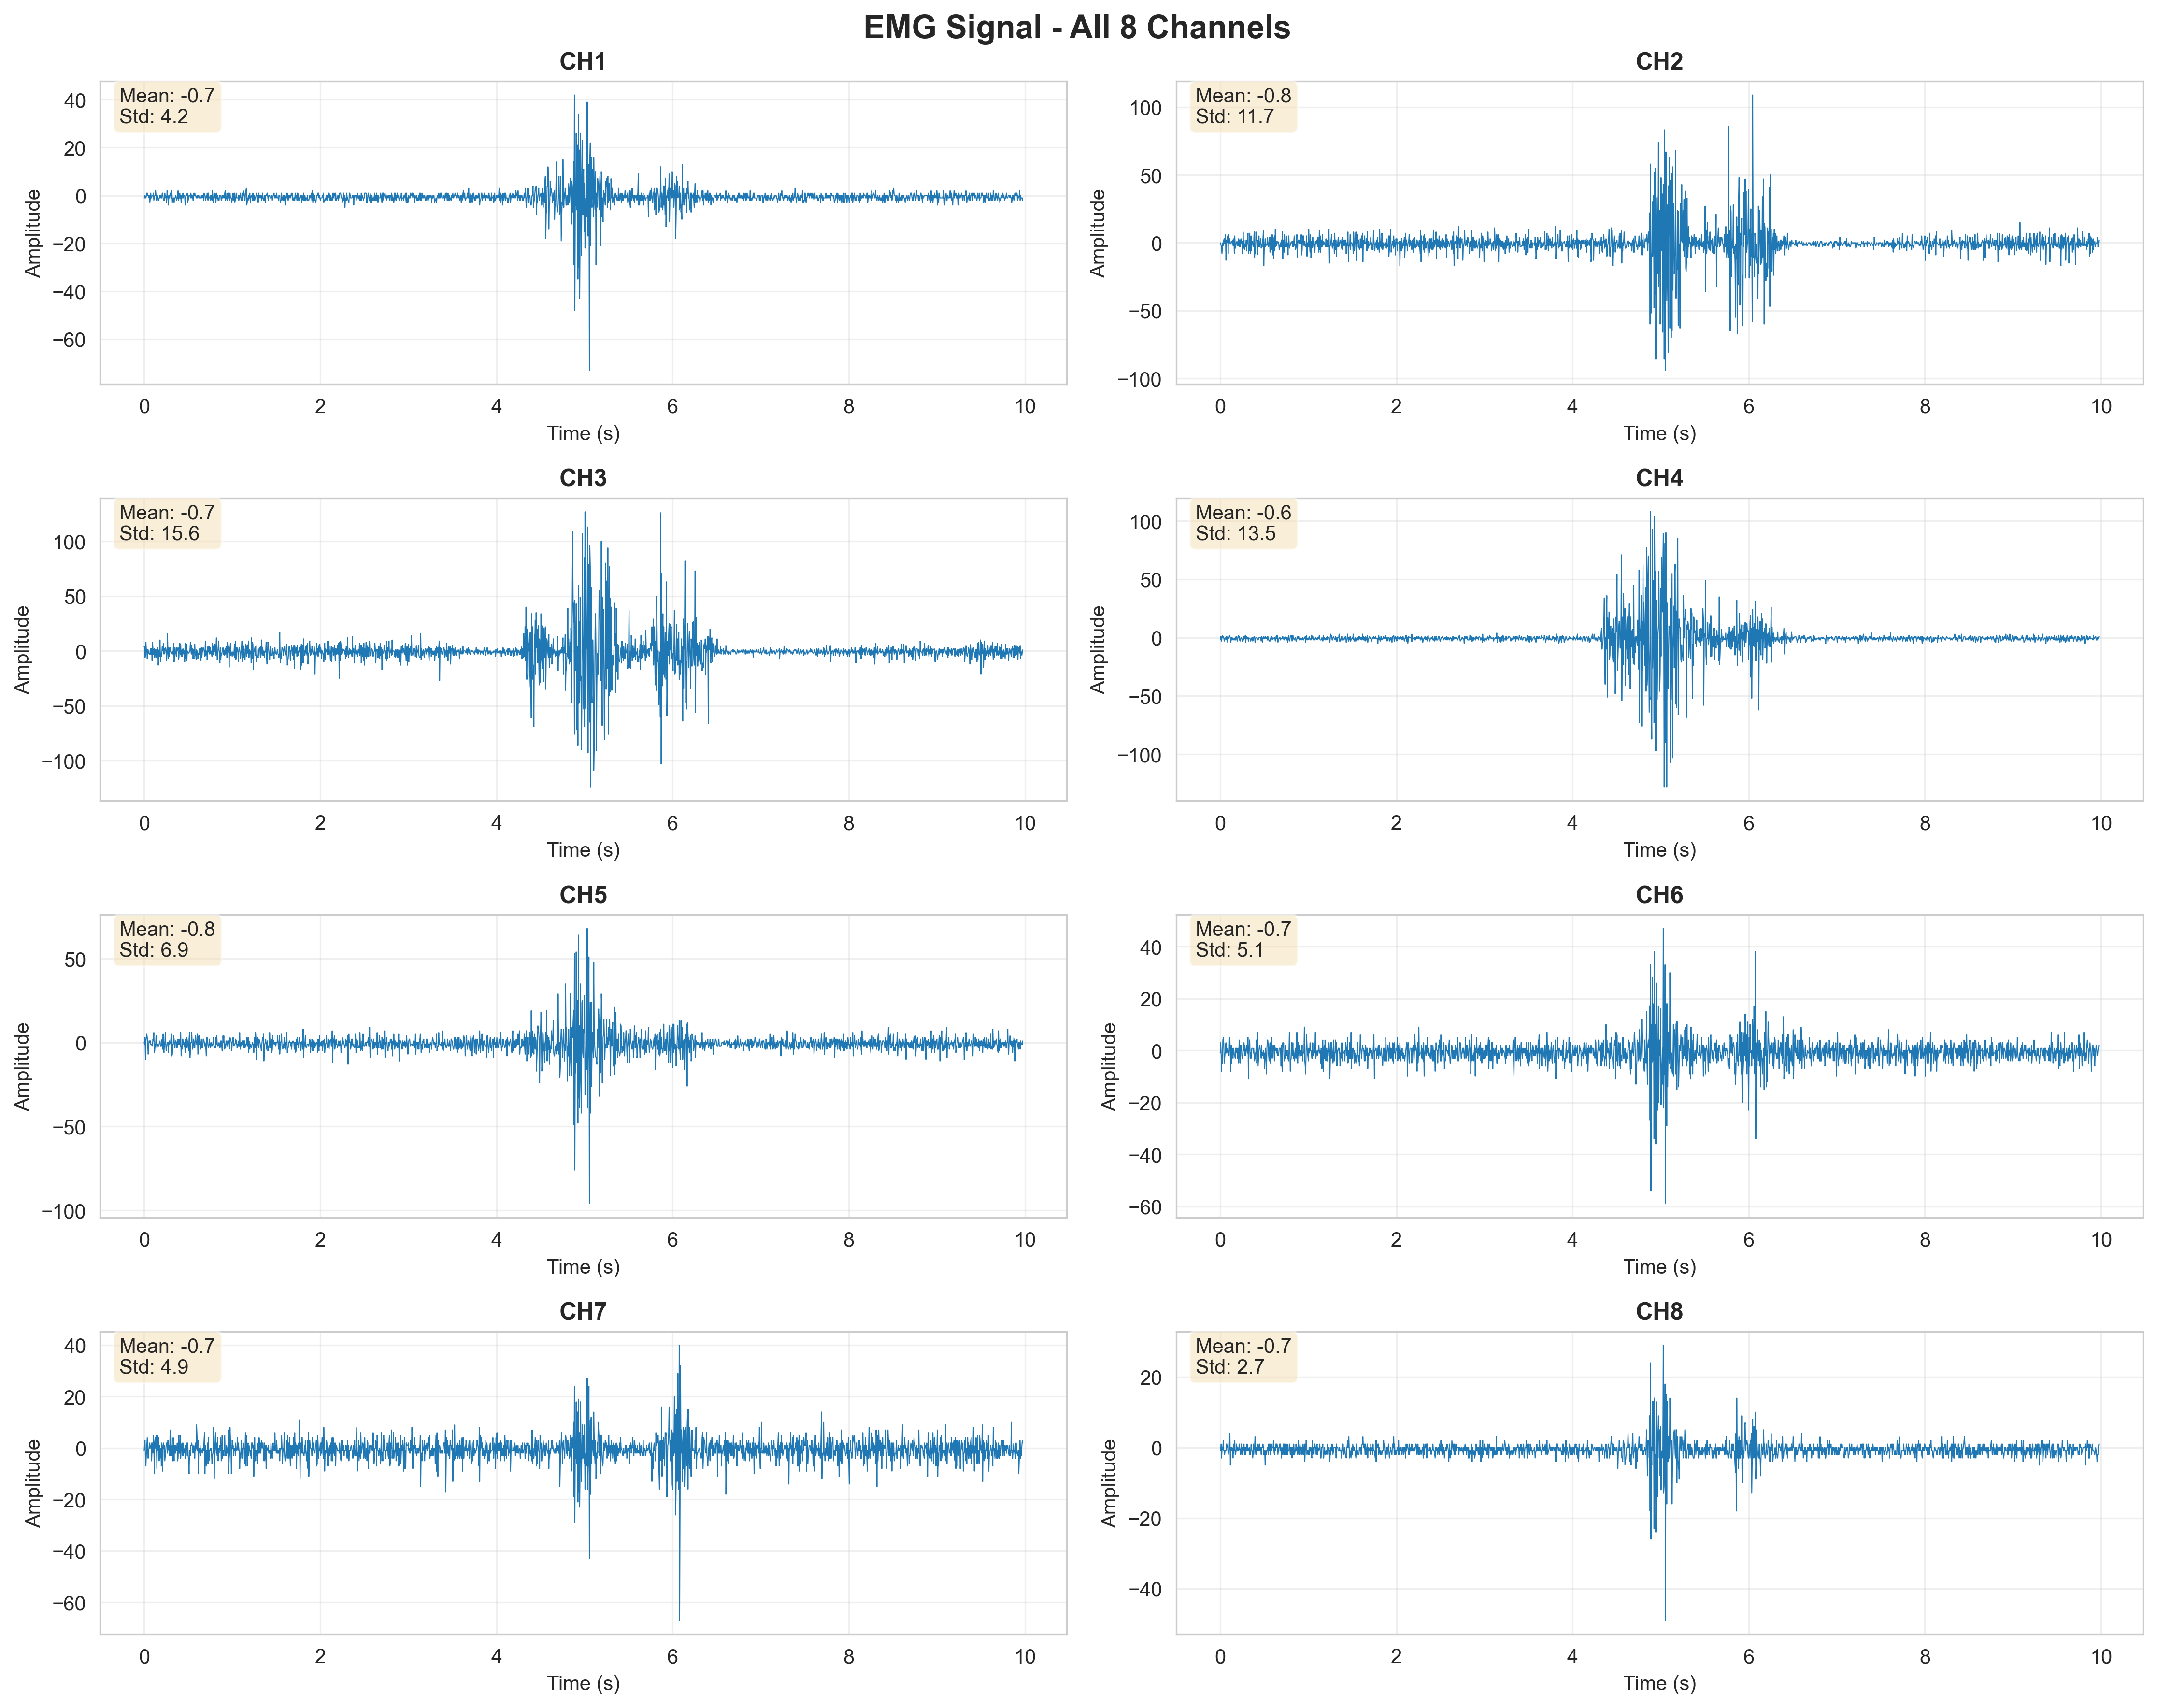 EMG Signal - All 8 Channels
CH1
Mean: -0.7
Std: 4.2
Amplitude
40
20
0
−20
−40
−60
0 2 4 6 8 10
Time (s)
CH2
Mean: -0.8
Std: 11.7
Amplitude
100
50
0
−50
−100
0 2 4 6 8 10
Time (s)
CH3
Mean: -0.7
Std: 15.6
Amplitude
100
50
0
−50
−100
0 2 4 6 8 10
Time (s)
CH4
Mean: -0.6
Std: 13.5
Amplitude
100
50
0
−50
−100
0 2 4 6 8 10
Time (s)
CH5
Mean: -0.8
Std: 6.9
Amplitude
50
0
−50
−100
0 2 4 6 8 10
Time (s)
CH6
Mean: -0.7
Std: 5.1
Amplitude
40
20
0
−20
−40
−60
0 2 4 6 8 10
Time (s)
CH7
Mean: -0.7
Std: 4.9
Amplitude
40
20
0
−20
−40
−60
0 2 4 6 8 10
Time (s)
CH8
Mean: -0.7
Std: 2.7
Amplitude
20
0
−20
−40
0 2 4 6 8 10
Time (s)